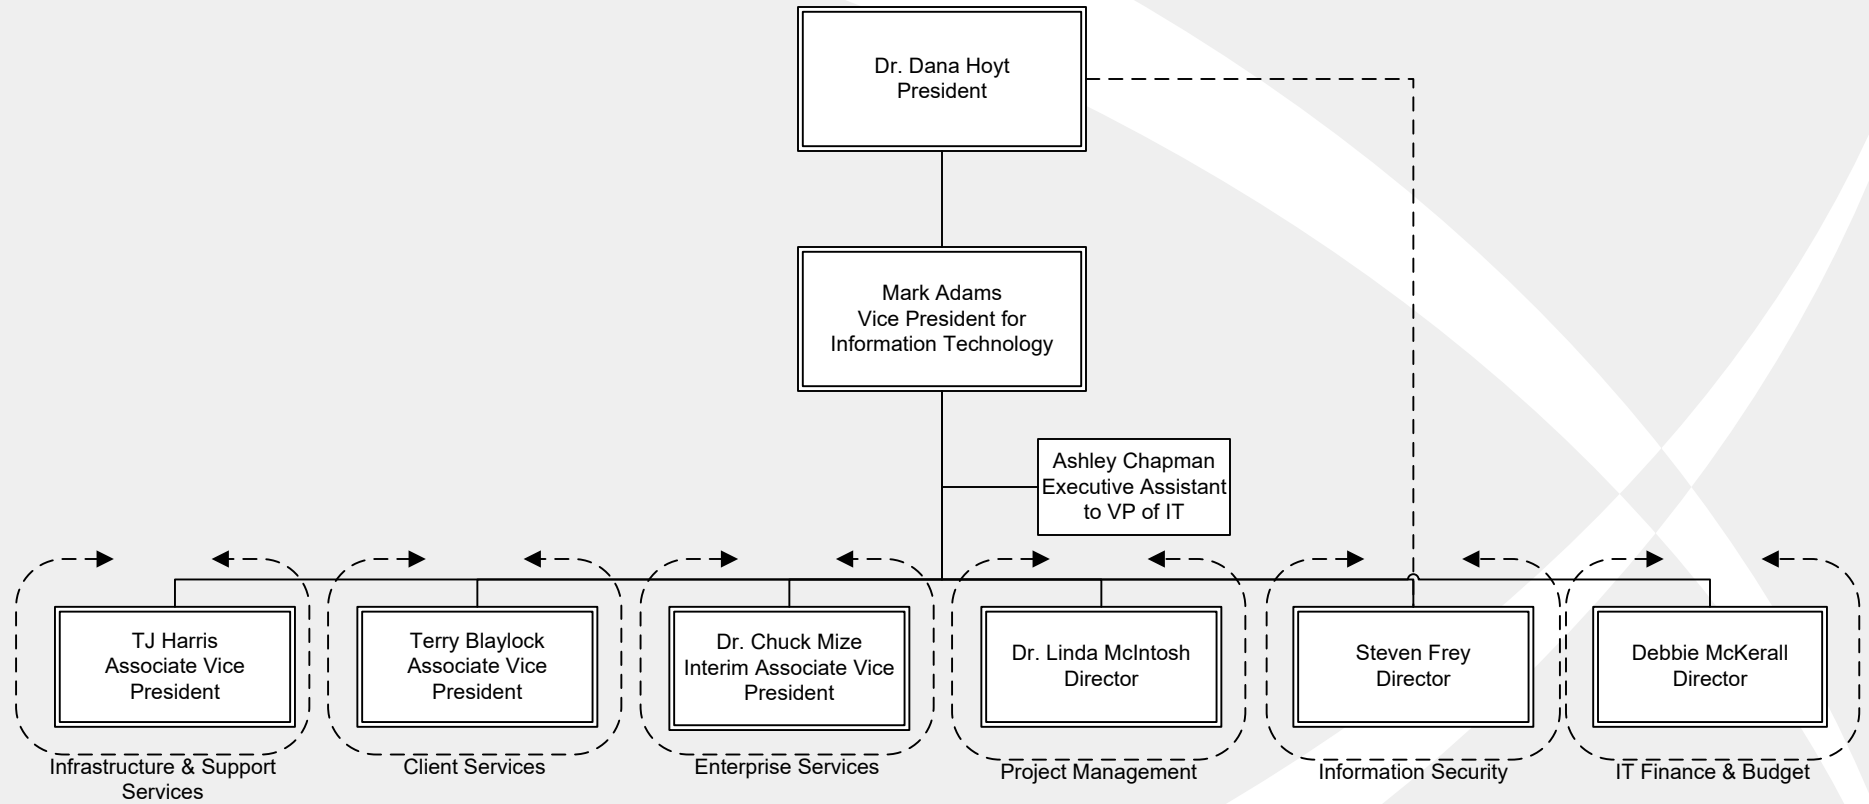 Dr. Dana Hoyt
President
Mark Adams
Vice President for
Information Technology
Ashley Chapman
Executive Assistant
to VP of IT
TJ Harris
Associate Vice
President
Terry Blaylock
Associate Vice
President
Dr. Chuck Mize
Interim Associate Vice
President
Dr. Linda McIntosh
Director
Steven Frey
Director
Debbie McKerall
Director
Infrastructure & Support
Services
Client Services
Enterprise Services
Project Management
Information Security
IT Finance & Budget